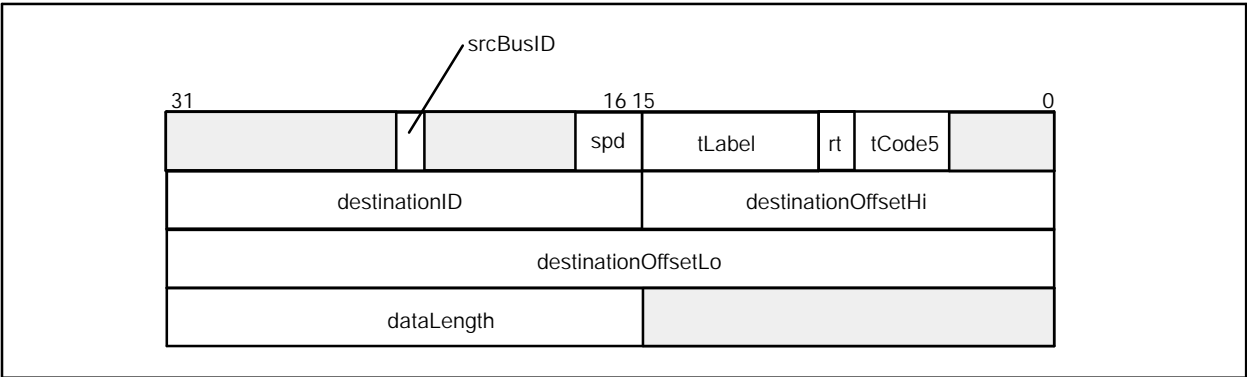 srcBusID
31 16 15 0
spd tLabel rt tCode5
destinationID destinationOffsetHi
destinationOffsetLo
dataLength